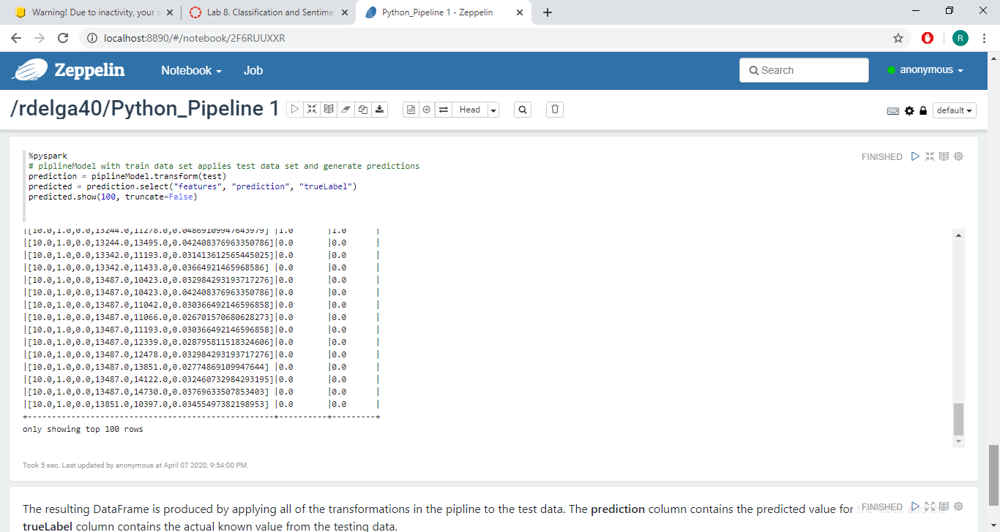 Warning! Due to inactivity, your s
Lab 8. Classification and Sentime
Python_Pipeline 1 - Zeppelin
localhost:8890/#/notebook/2F6RUUXXR
R
Zeppelin
Notebook
Job
Search
anonymous
/rdelga40/Python_Pipeline 1
Head
default
FINISHED
%pyspark
# piplineModel with train data set applies test data set and generate predictions
prediction = piplineModel.transform(test)
predicted = prediction.select("features", "prediction", "trueLabel")
predicted.show(100, truncate=False)
|[10.0,1.0,0.0,13244.0,11278.0,0.04869109947643979] |1.0       |1.0      |
|[10.0,1.0,0.0,13244.0,13495.0,0.042408376963350786]|0.0       |0.0      |
|[10.0,1.0,0.0,13342.0,11193.0,0.031413612565445025]|0.0       |0.0      |
|[10.0,1.0,0.0,13342.0,11433.0,0.03664921465968586] |0.0       |0.0      |
|[10.0,1.0,0.0,13487.0,10423.0,0.032984293193717276]|0.0       |0.0      |
|[10.0,1.0,0.0,13487.0,10423.0,0.042408376963350786]|0.0       |0.0      |
|[10.0,1.0,0.0,13487.0,11042.0,0.030366492146596858]|0.0       |0.0      |
|[10.0,1.0,0.0,13487.0,11066.0,0.026701570680628273]|0.0       |0.0      |
|[10.0,1.0,0.0,13487.0,11193.0,0.030366492146596858]|0.0       |0.0      |
|[10.0,1.0,0.0,13487.0,12339.0,0.028795811518324606]|0.0       |0.0      |
|[10.0,1.0,0.0,13487.0,12478.0,0.032984293193717276]|0.0       |0.0      |
|[10.0,1.0,0.0,13487.0,13851.0,0.02774869109947644] |0.0       |0.0      |
|[10.0,1.0,0.0,13487.0,14122.0,0.032460732984293195]|0.0       |0.0      |
|[10.0,1.0,0.0,13487.0,14730.0,0.03769633507853403] |0.0       |0.0      |
|[10.0,1.0,0.0,13851.0,10397.0,0.03455497382198953] |0.0       |0.0      |
+---------------------------------------------------+----------+---------+
only showing top 100 rows
Took 5 sec. Last updated by anonymous at April 07 2020, 9:54:00 PM.
FINISHED
The resulting DataFrame is produced by applying all of the transformations in the pipline to the test data. The prediction column contains the predicted value for the label, and the
trueLabel column contains the actual known value from the testing data.